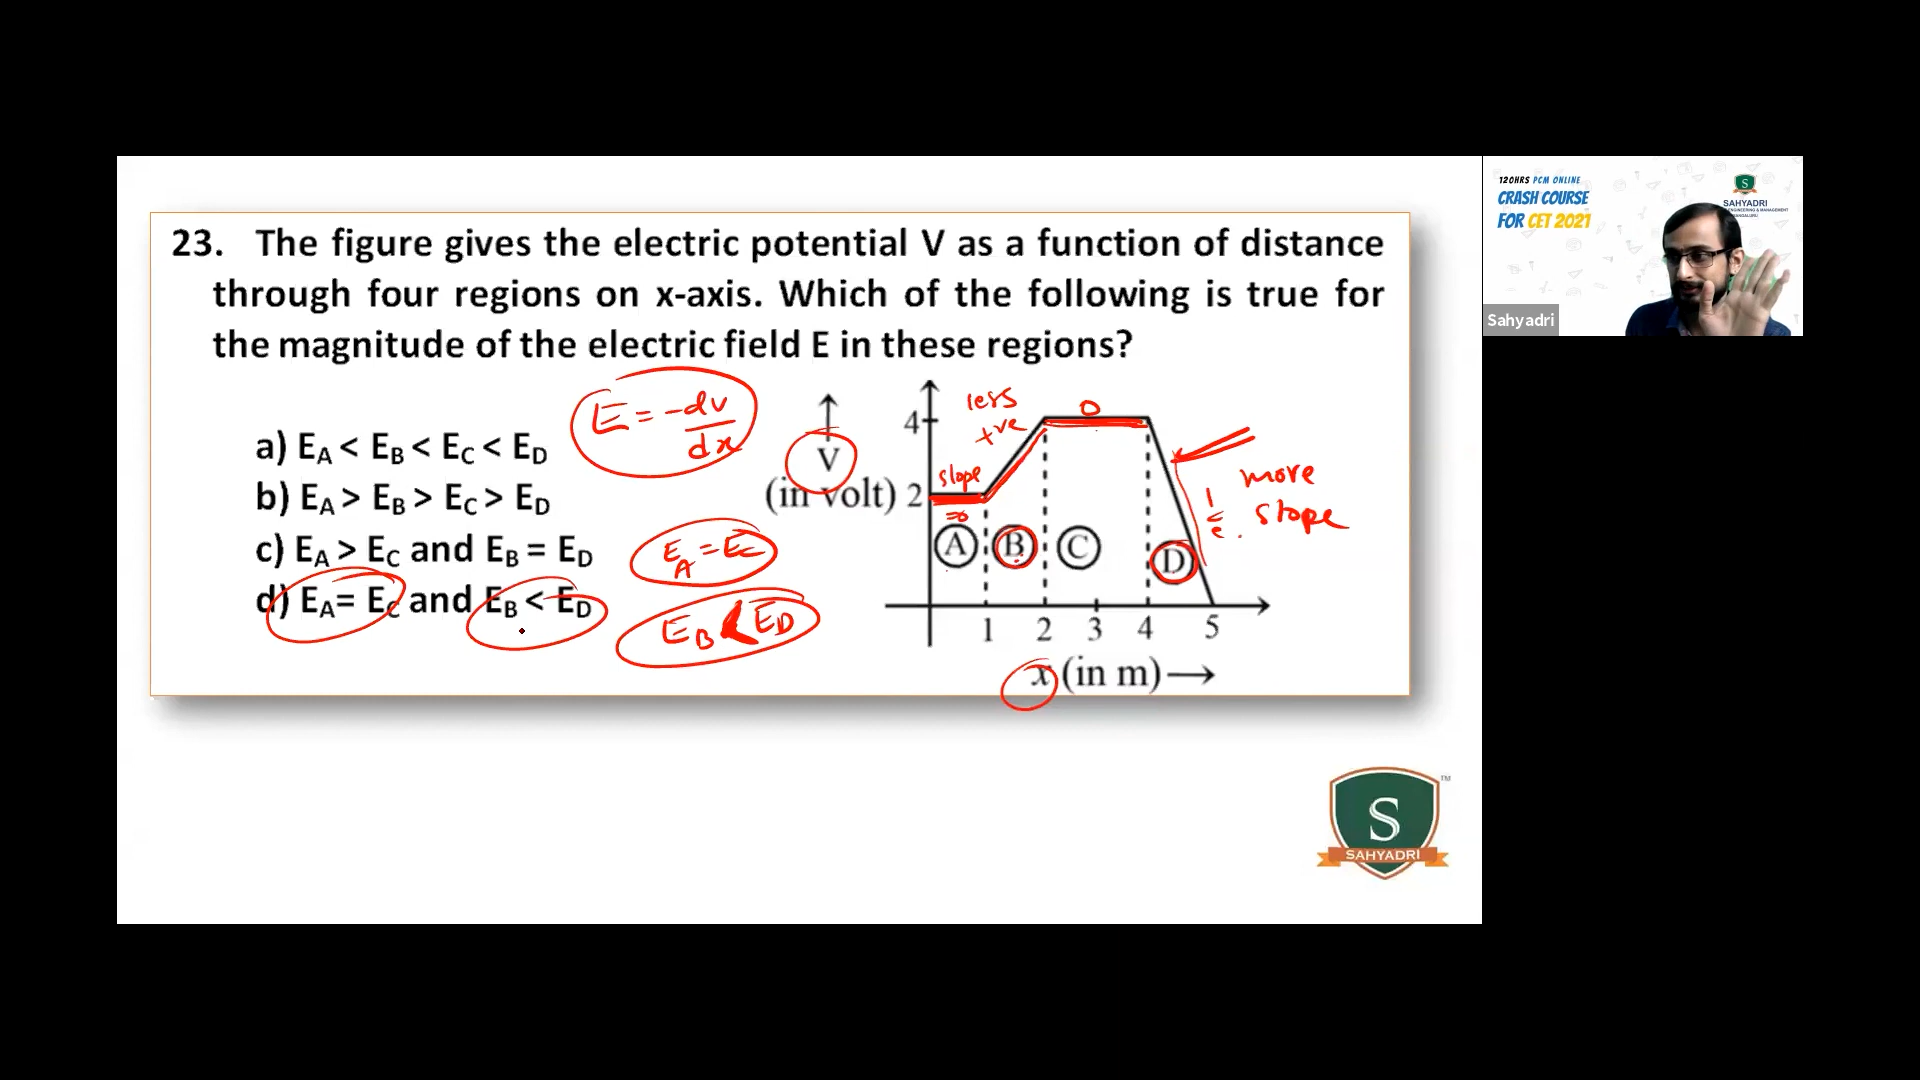 23. The figure gives the electric potential V as a function of distance
through four regions on x-axis. Which of the following is true for
the magnitude of the electric field E in these regions?
a) EA < EB < EC < ED
b) EA > EB > EC > ED
c) EA > EC and EB = ED
d) EA= EC and EB < ED
E = -dv/dx
EA = EC
EB < ED
V
(in volt)
4
2
less
+ve
0
slope
=0
more
slope
A
B
C
D
1 2 3 4 5
x (in m)
S
SAHYADRI
TM
120HRS PCM ONLINE
CRASH COURSE
FOR CET 2021
S
SAHYADRI
ENGINEERING & MANAGEMENT
Sahyadri